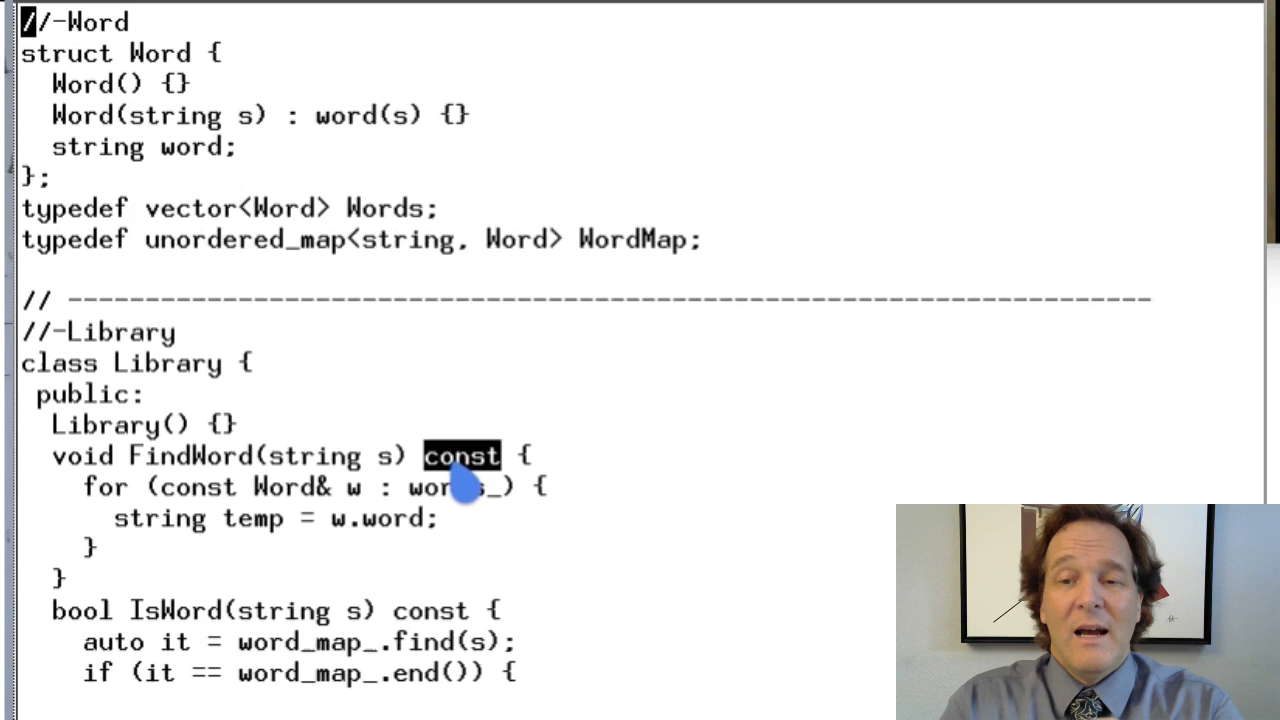 //-Word
struct Word {
Word() {}
Word(string s) : word(s) {}
string word;
};
typedef vector<Word> Words;
typedef unordered_map<string, Word> WordMap;
// -----------------------------------------------------------------------
//-Library
class Library {
public:
Library() {}
void FindWord(string s) const {
for (const Word& w : words_) {
string temp = w.word;
}
}
bool IsWord(string s) const {
auto it = word_map_.find(s);
if (it == word_map_.end()) {